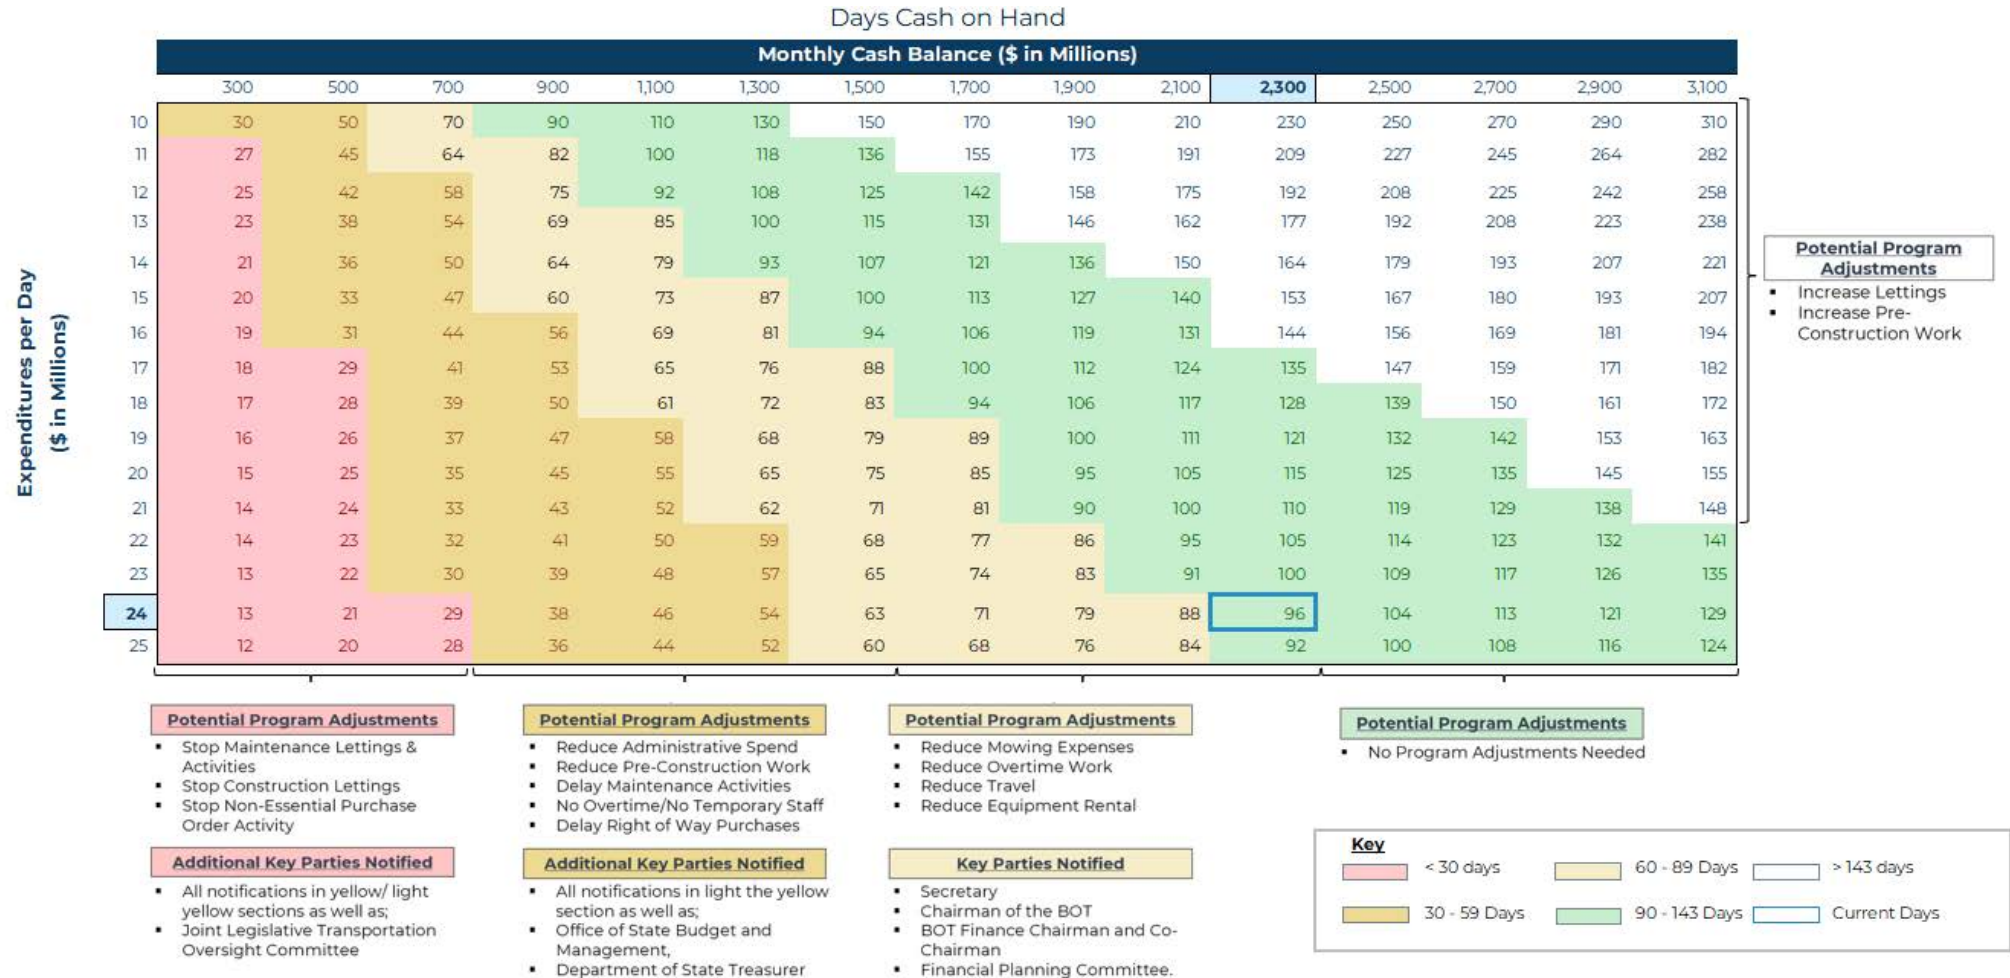 Days Cash on Hand
Monthly Cash Balance ($ in Millions)
300 500 700 900 1,100 1,300 1,500 1,700 1,900 2,100 2,300 2,500 2,700 2,900 3,100
Expenditures per Day
($ in Millions)
10 30 50 70 90 110 130 150 170 190 210 230 250 270 290 310
11 27 45 64 82 100 118 136 155 173 191 209 227 245 264 282
12 25 42 58 75 92 108 125 142 158 175 192 208 225 242 258
13 23 38 54 69 85 100 115 131 146 162 177 192 208 223 238
14 21 36 50 64 79 93 107 121 136 150 164 179 193 207 221
15 20 33 47 60 73 87 100 113 127 140 153 167 180 193 207
16 19 31 44 56 69 81 94 106 119 131 144 156 169 181 194
17 18 29 41 53 65 76 88 100 112 124 135 147 159 171 182
18 17 28 39 50 61 72 83 94 106 117 128 139 150 161 172
19 16 26 37 47 58 68 79 89 100 111 121 132 142 153 163
20 15 25 35 45 55 65 75 85 95 105 115 125 135 145 155
21 14 24 33 43 52 62 71 81 90 100 110 119 129 138 148
22 14 23 32 41 50 59 68 77 86 95 105 114 123 132 141
23 13 22 30 39 48 57 65 74 83 91 100 109 117 126 135
24 13 21 29 38 46 54 63 71 79 88 96 104 113 121 129
25 12 20 28 36 44 52 60 68 76 84 92 100 108 116 124
Potential Program
Adjustments
▪ Increase Lettings
▪ Increase Pre-
Construction Work
Potential Program Adjustments
▪ Stop Maintenance Lettings &
Activities
▪ Stop Construction Lettings
▪ Stop Non-Essential Purchase
Order Activity
Additional Key Parties Notified
▪ All notifications in yellow/ light
yellow sections as well as;
▪ Joint Legislative Transportation
Oversight Committee
Potential Program Adjustments
▪ Reduce Administrative Spend
▪ Reduce Pre-Construction Work
▪ Delay Maintenance Activities
▪ No Overtime/No Temporary Staff
▪ Delay Right of Way Purchases
Additional Key Parties Notified
▪ All notifications in light the yellow
section as well as;
▪ Office of State Budget and
Management,
▪ Department of State Treasurer
Potential Program Adjustments
▪ Reduce Mowing Expenses
▪ Reduce Overtime Work
▪ Reduce Travel
▪ Reduce Equipment Rental
Key Parties Notified
▪ Secretary
▪ Chairman of the BOT
▪ BOT Finance Chairman and Co-
Chairman
▪ Financial Planning Committee.
Potential Program Adjustments
▪ No Program Adjustments Needed
Key
< 30 days 60 - 89 Days > 143 days
30 - 59 Days 90 - 143 Days Current Days